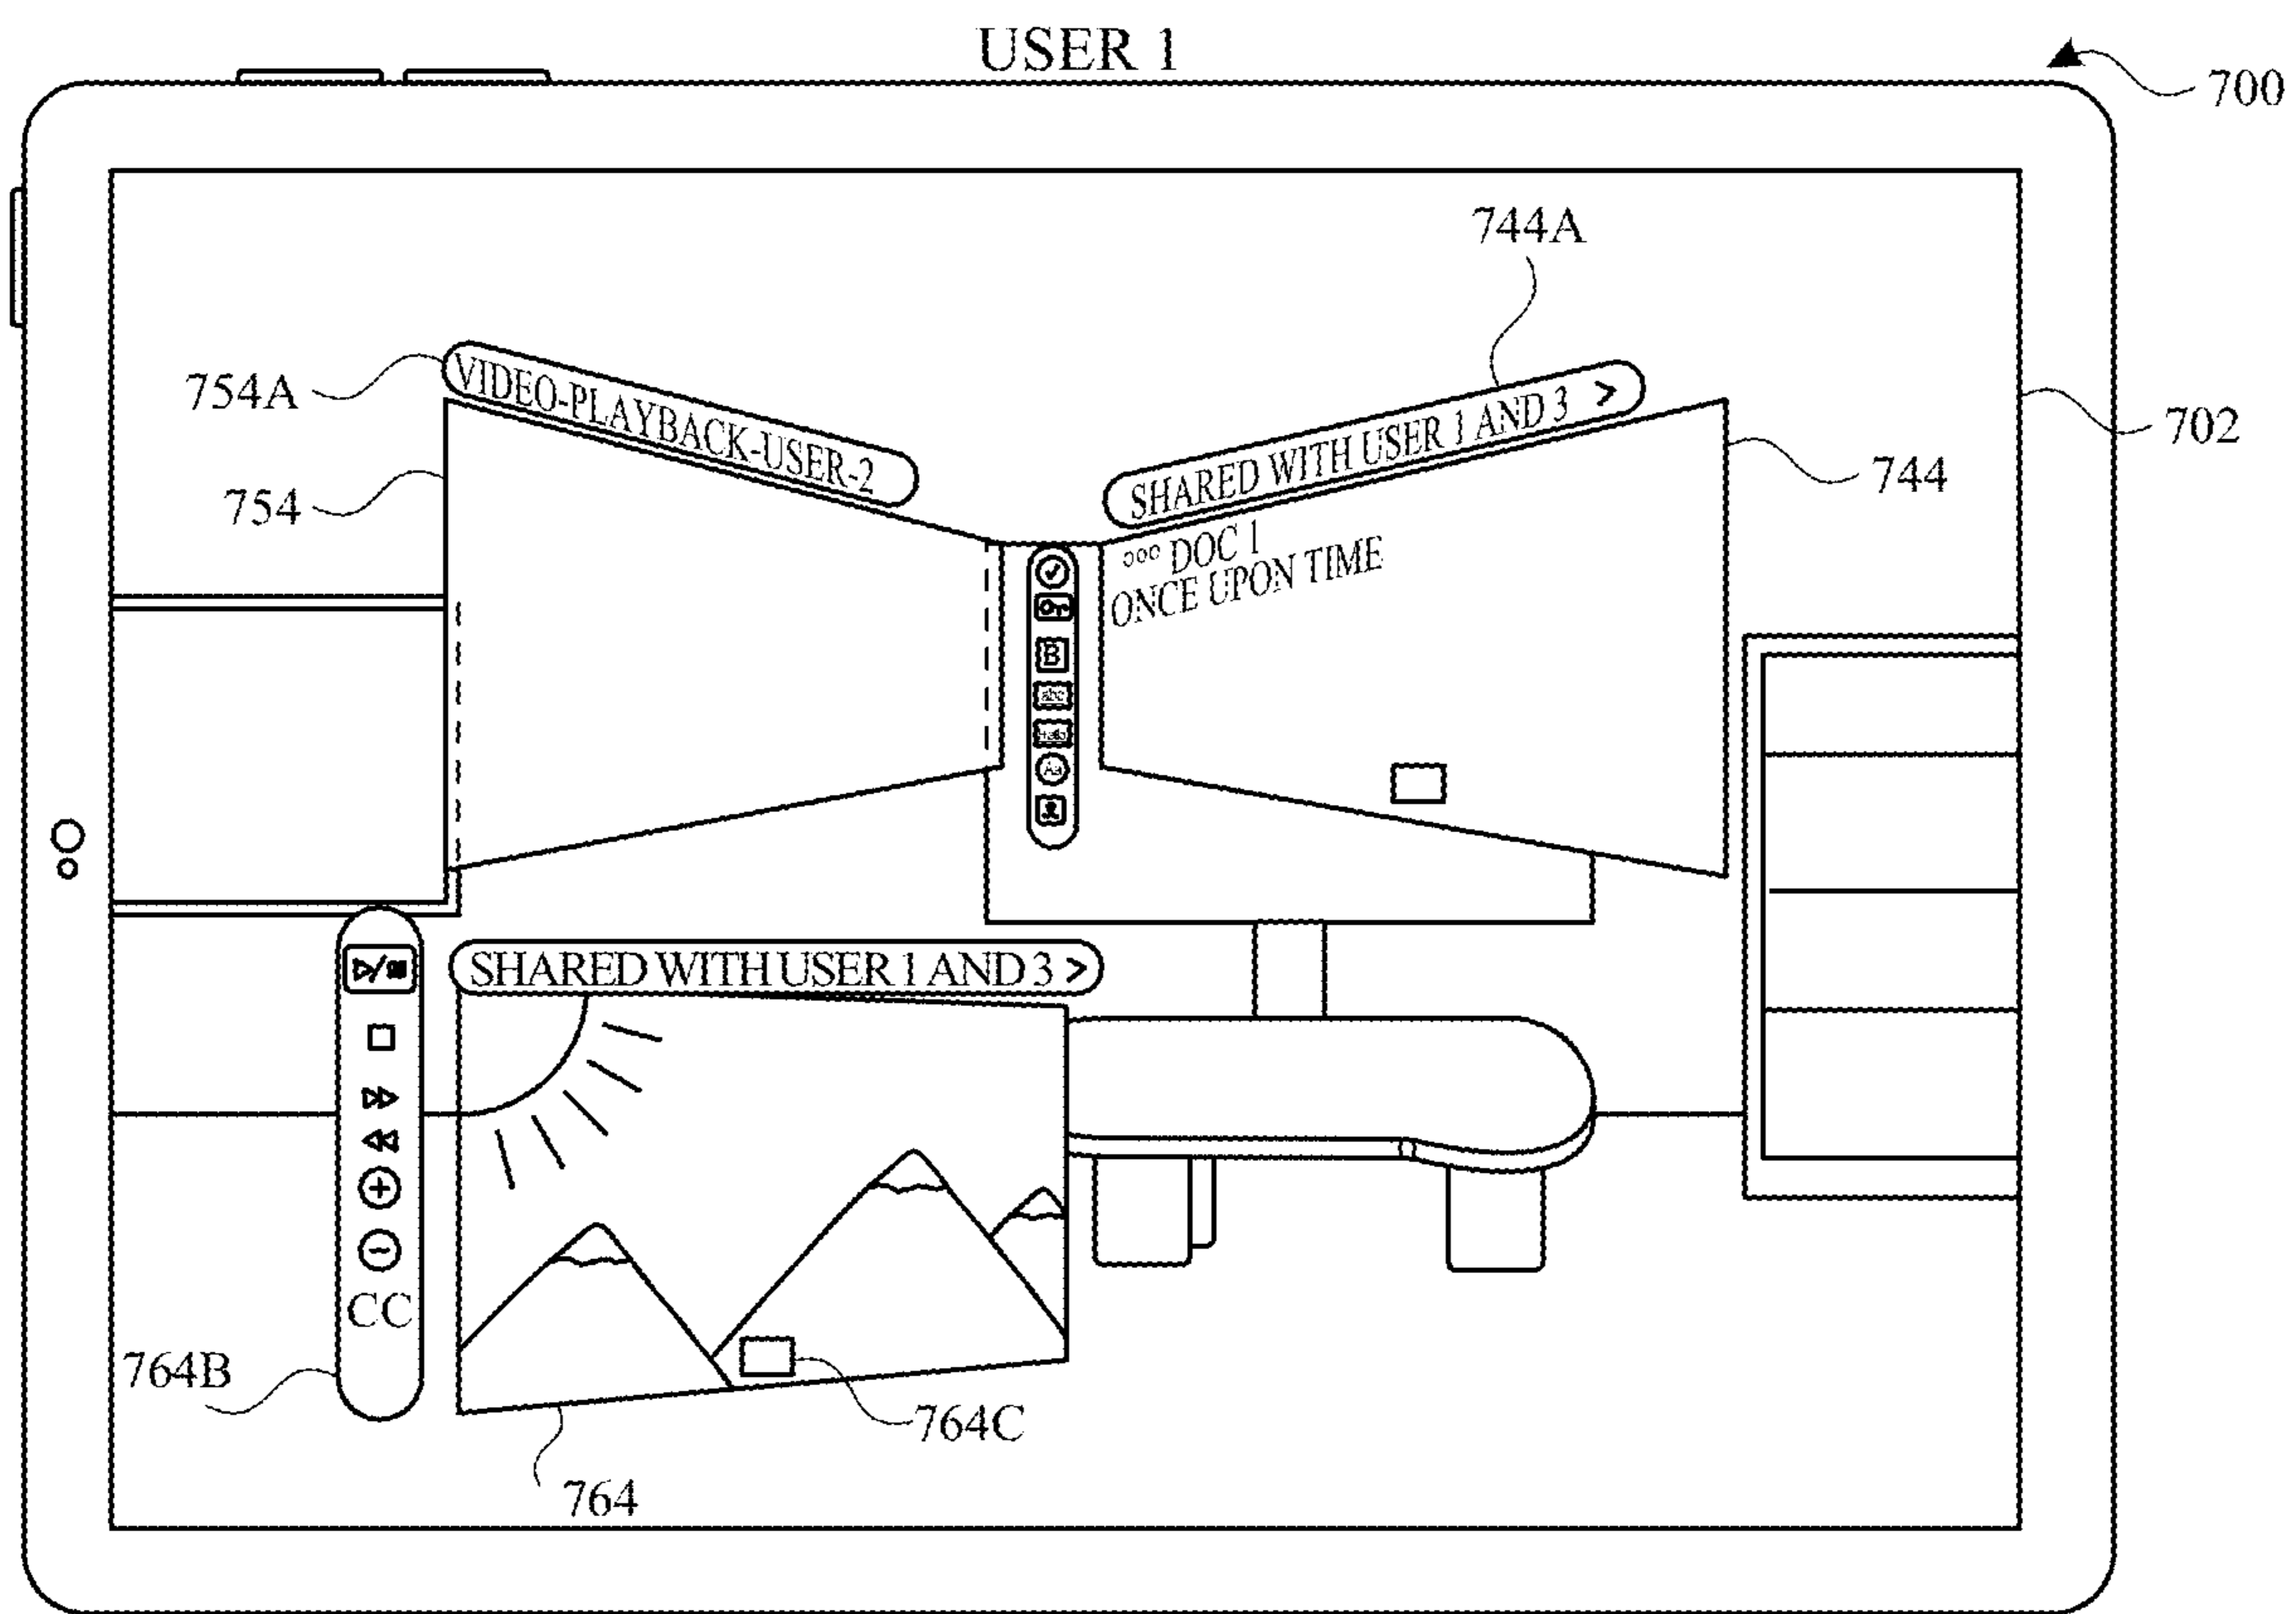 USER 1
700
744A
754A
VIDEO-PLAYBACK-USER-2
SHARED WITH USER 1 AND 3 >
702
754
744
°°° DOC 1
ONCE UPON TIME
B
abc
Hello
Aa
SHARED WITH USER 1 AND 3 >
CC
764B
764C
764